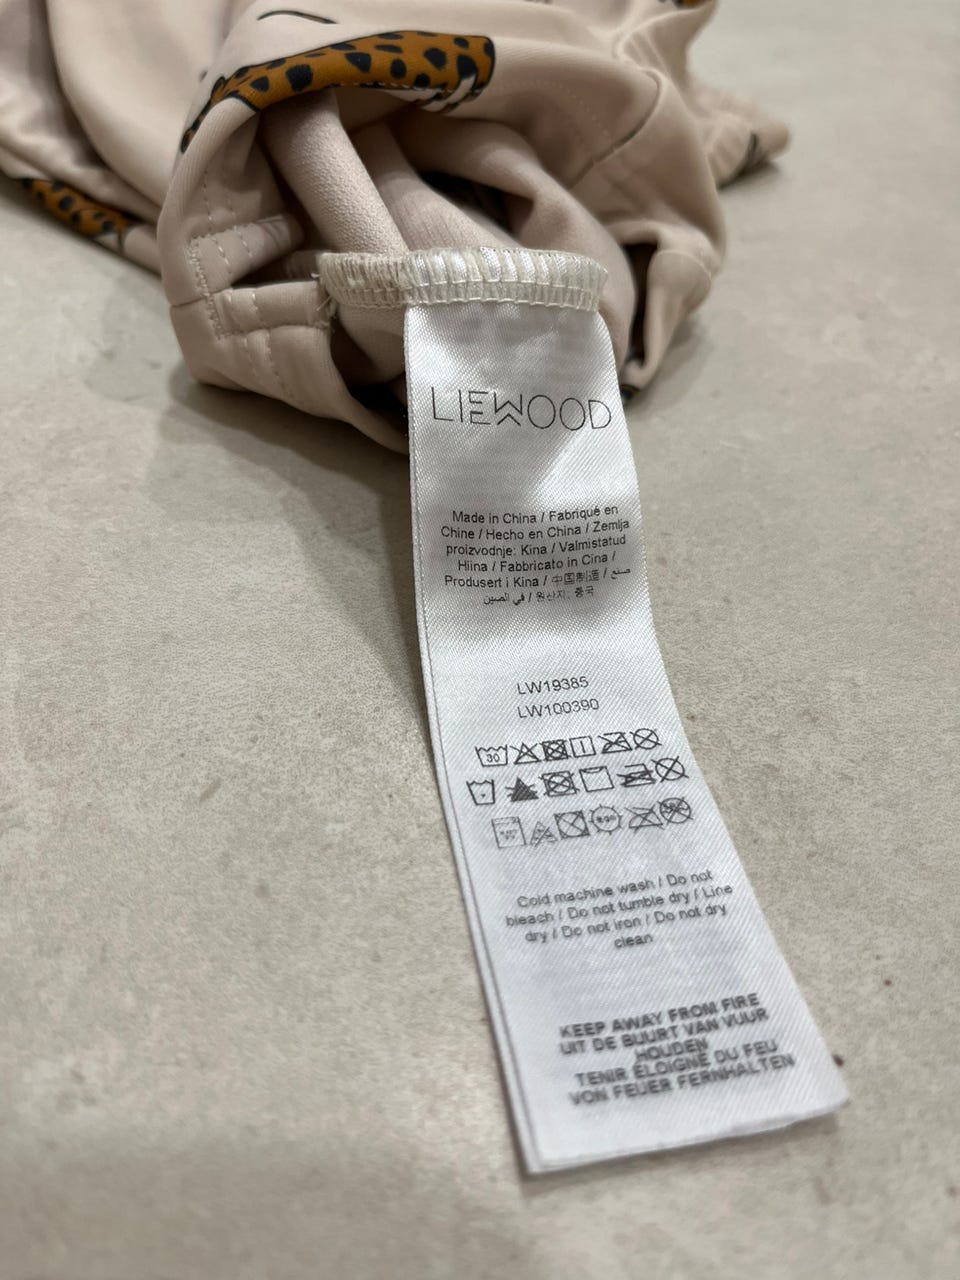 LIEWOOD
Made in China / Fabriqué en
Chine / Hecho en China / Zemlja
proizvodnje: Kina / Valmistatud
Hiina / Fabbricato in Cina /
Produsert i Kina / 中国制造 / صنع
في الصين / 원산지: 중국
LW19385
LW100390
30
Cold machine wash / Do not
bleach / Do not tumble dry / Line
dry / Do not iron / Do not dry
clean
KEEP AWAY FROM FIRE
UIT DE BUURT VAN VUUR
HOUDEN
TENIR ÉLOIGNÉ DU FEU
VON FEUER FERNHALTEN